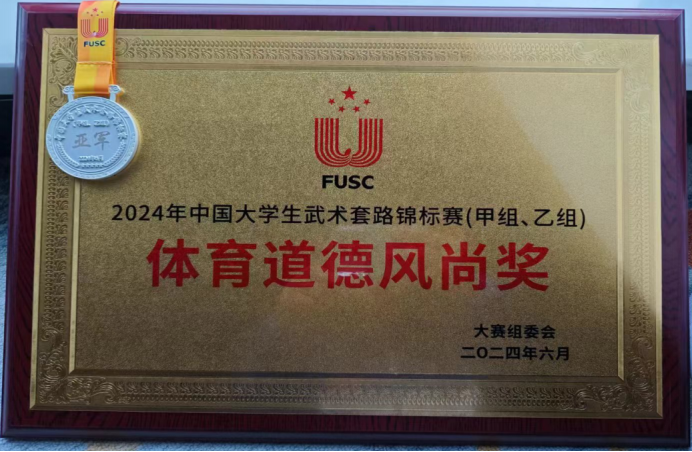 FUSC
亚军
FUSC
2024年中国大学生武术套路锦标赛(甲组、乙组)
体育道德风尚奖
大赛组委会
二〇二四年六月